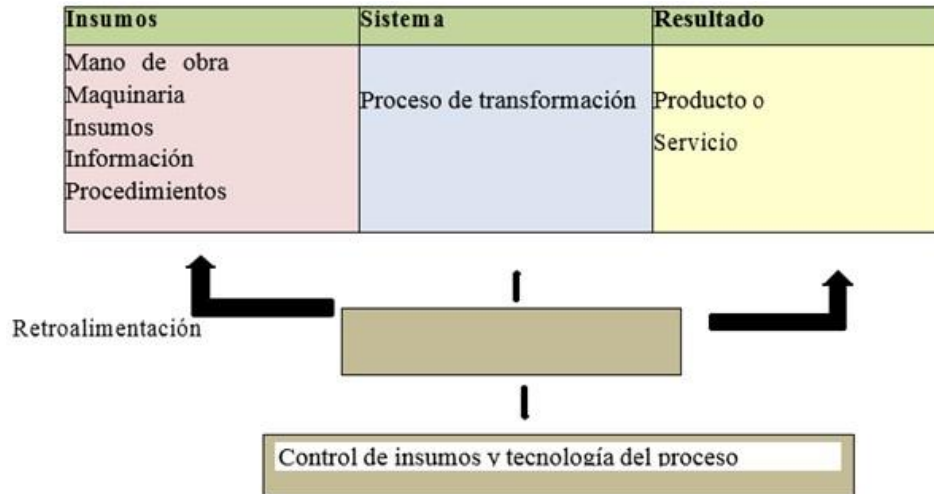 Insumos
Sistema
Resultado
Mano de obra
Maquinaria
Insumos
Información
Procedimientos
Proceso de transformación
Producto o
Servicio
Retroalimentación
Control de insumos y tecnología del proceso